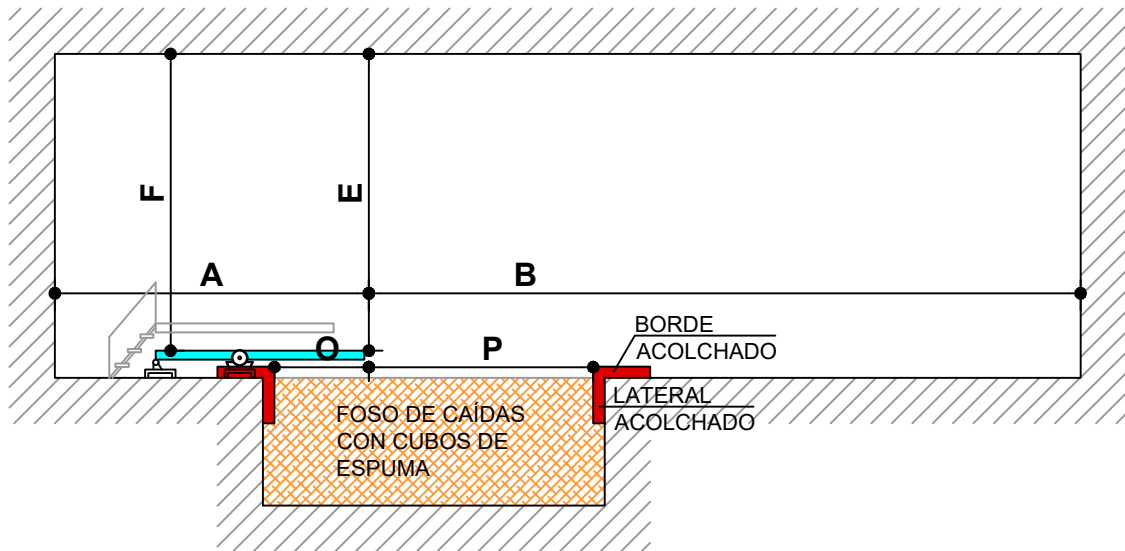 F
E
A
B
O
P
BORDE
ACOLCHADO
LATERAL
ACOLCHADO
FOSO DE CAÍDAS
CON CUBOS DE
ESPUMA